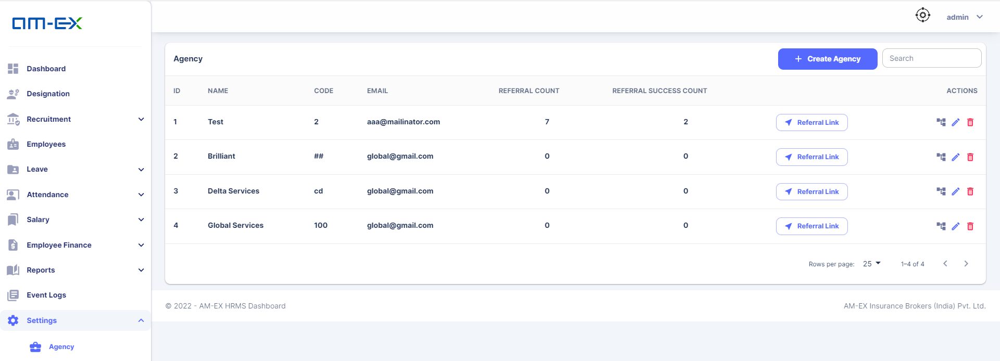 am-ex
admin
Dashboard
Designation
Recruitment
Employees
Leave
Attendance
Salary
Employee Finance
Reports
Event Logs
Settings
Agency
Agency
Create Agency
Search
ID NAME CODE EMAIL REFERRAL COUNT REFERRAL SUCCESS COUNT ACTIONS
1 Test 2 aaa@mailinator.com 7 2 Referral Link
2 Brilliant ## global@gmail.com 0 0 Referral Link
3 Delta Services cd global@gmail.com 0 0 Referral Link
4 Global Services 100 global@gmail.com 0 0 Referral Link
Rows per page: 25 1–4 of 4
© 2022 - AM-EX HRMS Dashboard
AM-EX Insurance Brokers (India) Pvt. Ltd.